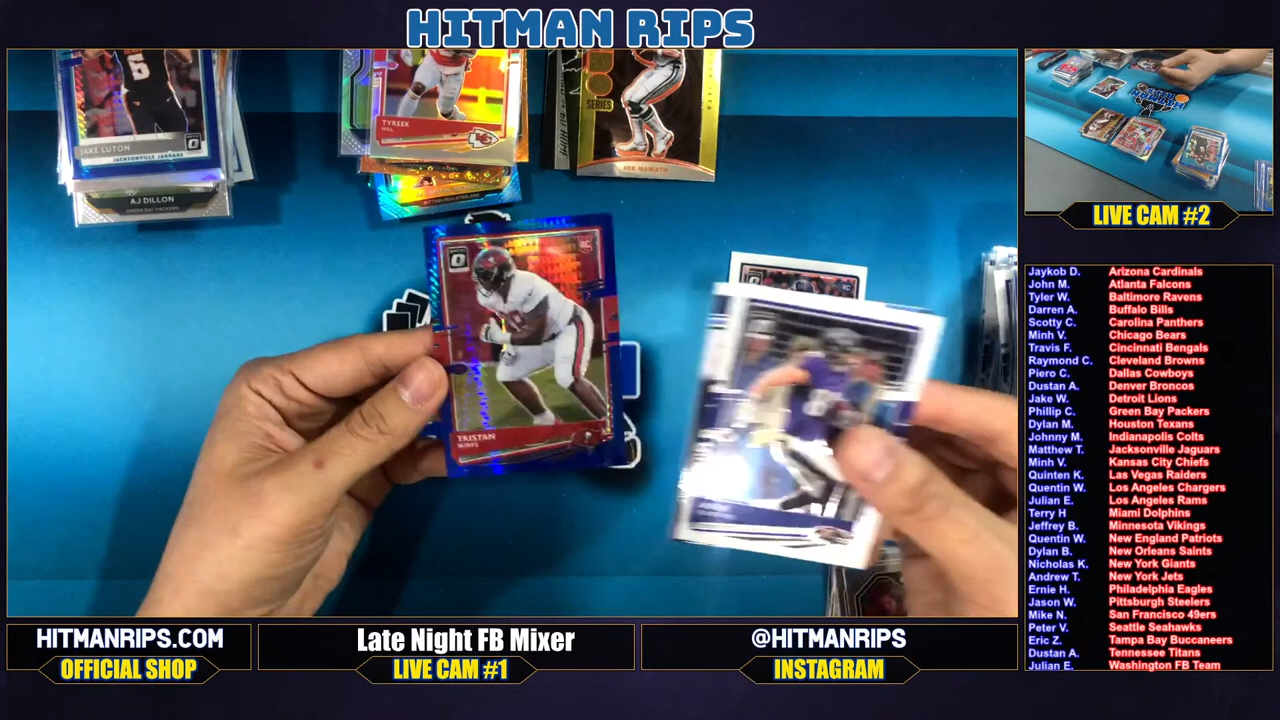 HITMAN RIPS
JAKE LUTON
JACKSONVILLE JAGUARS
AJ DILLON
GREEN BAY PACKERS
TYREEK
HILL
PITTSBURGH STEELERS
SERIES
JOE NAMATH
TRISTAN
WIRFS
RC
LIVE CAM #2
Jaykob D. Arizona Cardinals
John M. Atlanta Falcons
Tyler W. Baltimore Ravens
Darren A. Buffalo Bills
Scotty C. Carolina Panthers
Minh V. Chicago Bears
Travis F. Cincinnati Bengals
Raymond C. Cleveland Browns
Piero C. Dallas Cowboys
Dustan A. Denver Broncos
Jake W. Detroit Lions
Phillip C. Green Bay Packers
Dylan M. Houston Texans
Johnny M. Indianapolis Colts
Matthew T. Jacksonville Jaguars
Minh V. Kansas City Chiefs
Quinten K. Las Vegas Raiders
Quentin W. Los Angeles Chargers
Julian E. Los Angeles Rams
Terry H Miami Dolphins
Jeffrey B. Minnesota Vikings
Quentin W. New England Patriots
Dylan B. New Orleans Saints
Nicholas K. New York Giants
Andrew T. New York Jets
Ernie H. Philadelphia Eagles
Jason W. Pittsburgh Steelers
Mike N. San Francisco 49ers
Peter V. Seattle Seahawks
Eric Z. Tampa Bay Buccaneers
Dustan A. Tennessee Titans
Julian E. Washington FB Team
HITMANRIPS.COM
OFFICIAL SHOP
Late Night FB Mixer
LIVE CAM #1
@HITMANRIPS
INSTAGRAM